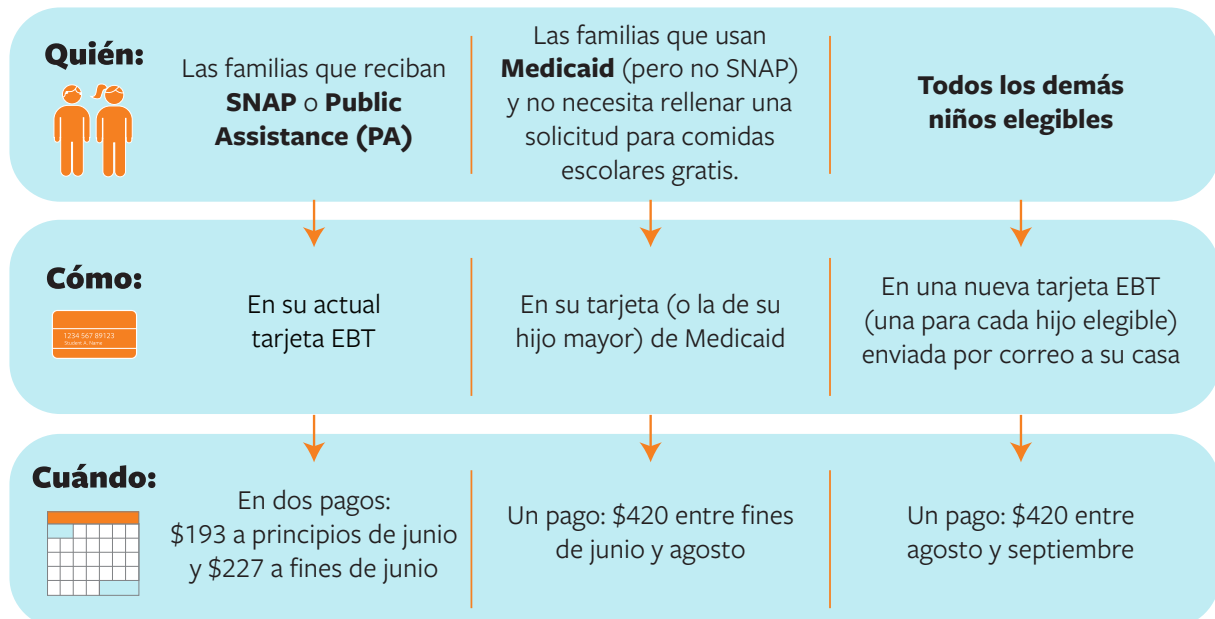 Quién:
Las familias que reciban
SNAP o Public
Assistance (PA)
Las familias que usan
Medicaid (pero no SNAP)
y no necesita rellenar una
solicitud para comidas
escolares gratis.
Todos los demás
niños elegibles
Cómo:
1234 567 89123
Student A. Name
En su actual
tarjeta EBT
En su tarjeta (o la de su
hijo mayor) de Medicaid
En una nueva tarjeta EBT
(una para cada hijo elegible)
enviada por correo a su casa
Cuándo:
En dos pagos:
$193 a principios de junio
y $227 a fines de junio
Un pago: $420 entre fines
de junio y agosto
Un pago: $420 entre
agosto y septiembre